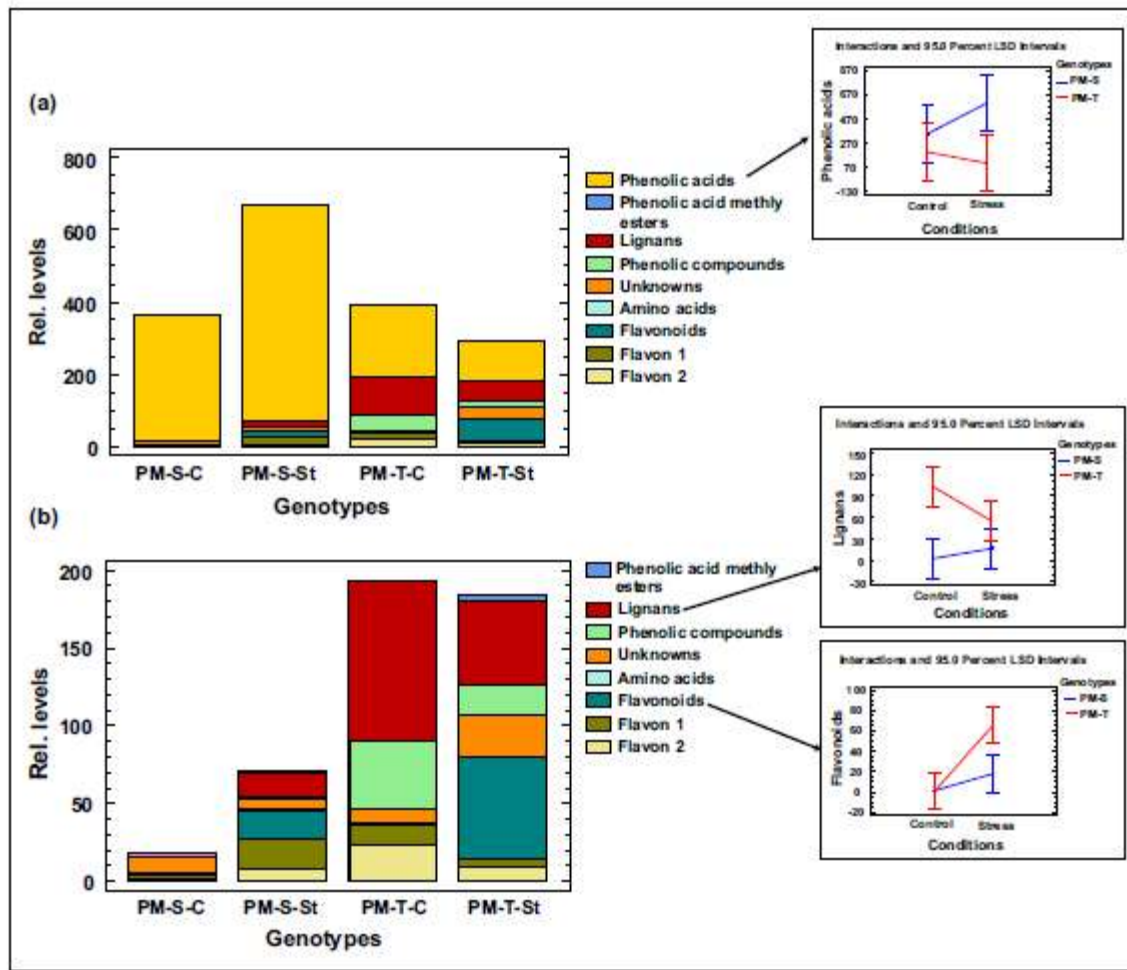 (a)
Rel. levels
800
600
400
200
0
PM-S-C PM-S-St PM-T-C PM-T-St
Genotypes
Phenolic acids
Phenolic acid methly
esters
Lignans
Phenolic compounds
Unknowns
Amino acids
Flavonoids
Flavon 1
Flavon 2
Interactions and 95.0 Percent LSD Intervals
Genotypes
PM-S
PM-T
Phenolic acids
870
670
470
270
70
-130
Control Stress
Conditions
(b)
Rel. levels
200
150
100
50
0
PM-S-C PM-S-St PM-T-C PM-T-St
Genotypes
Phenolic acid methly
esters
Lignans
Phenolic compounds
Unknowns
Amino acids
Flavonoids
Flavon 1
Flavon 2
Interactions and 95.0 Percent LSD Intervals
Genotypes
PM-S
PM-T
Lignans
150
120
90
60
30
0
-30
Control Stress
Conditions
Interactions and 95.0 Percent LSD Intervals
Genotypes
PM-S
PM-T
Flavonoids
100
80
60
40
20
0
-20
Control Stress
Conditions